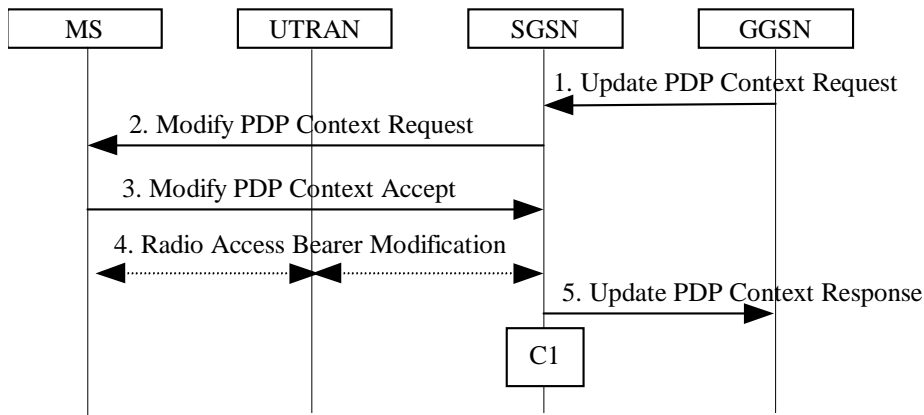 MS
UTRAN
SGSN
GGSN
1. Update PDP Context Request
2. Modify PDP Context Request
3. Modify PDP Context Accept
4. Radio Access Bearer Modification
5. Update PDP Context Response
C1